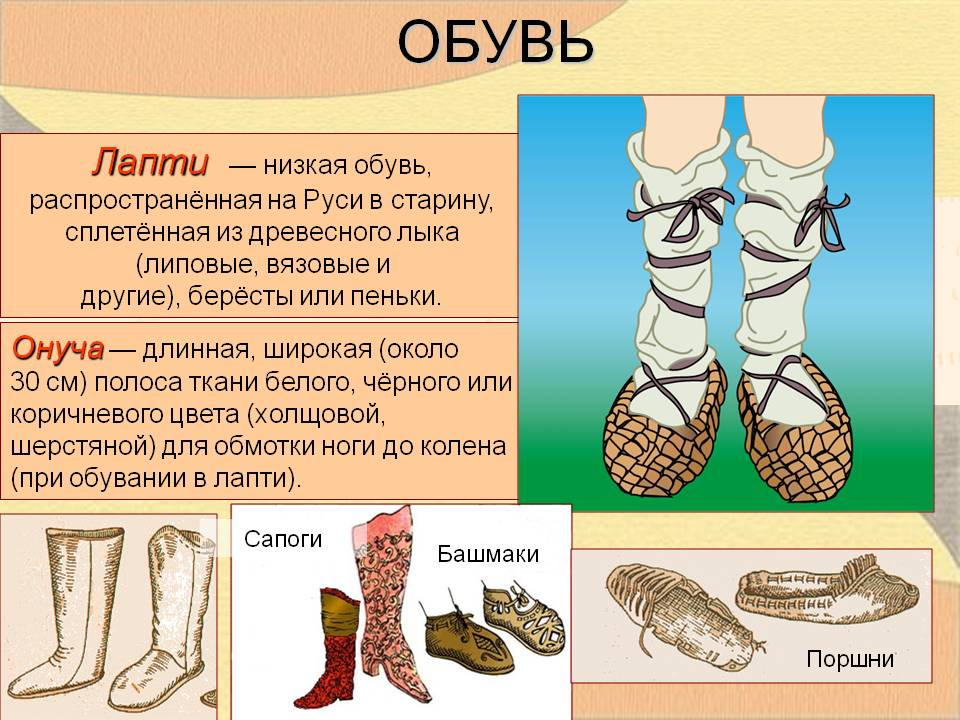 ОБУВЬ
Лапти — низкая обувь,
распространённая на Руси в старину,
сплетённая из древесного лыка
(липовые, вязовые и
другие), берёсты или пеньки.
Онуча — длинная, широкая (около
30 см) полоса ткани белого, чёрного или
коричневого цвета (холщовой,
шерстяной) для обмотки ноги до колена
(при обувании в лапти).
Сапоги
Башмаки
Поршни